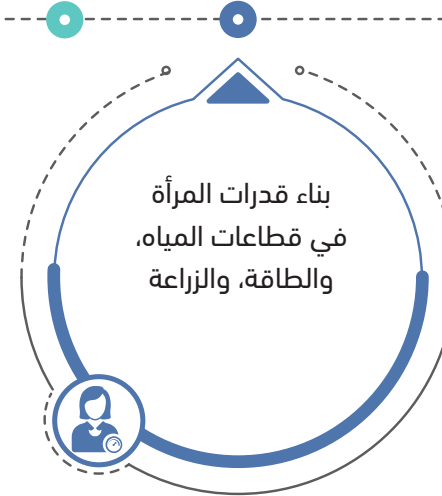 بناء قدرات المرأة
في قطاعات المياه،
والطاقة، والزراعة